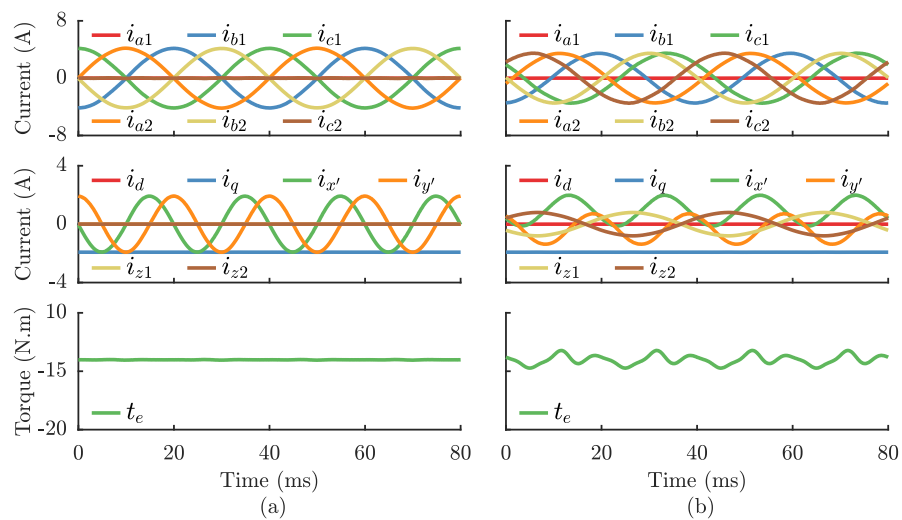 8
0
-8
Current (A)
i_{a1} i_{b1} i_{c1}
i_{a2} i_{b2} i_{c2}
i_{a1} i_{b1} i_{c1}
i_{a2} i_{b2} i_{c2}
4
0
-4
Current (A)
i_d i_q i_{x'} i_{y'}
i_{z1} i_{z2}
i_d i_q i_{x'} i_{y'}
i_{z1} i_{z2}
10
-15
-20
Torque (N.m)
t_e
t_e
0 20 40 60 80
0 20 40 60 80
Time (ms)
Time (ms)
(a)
(b)